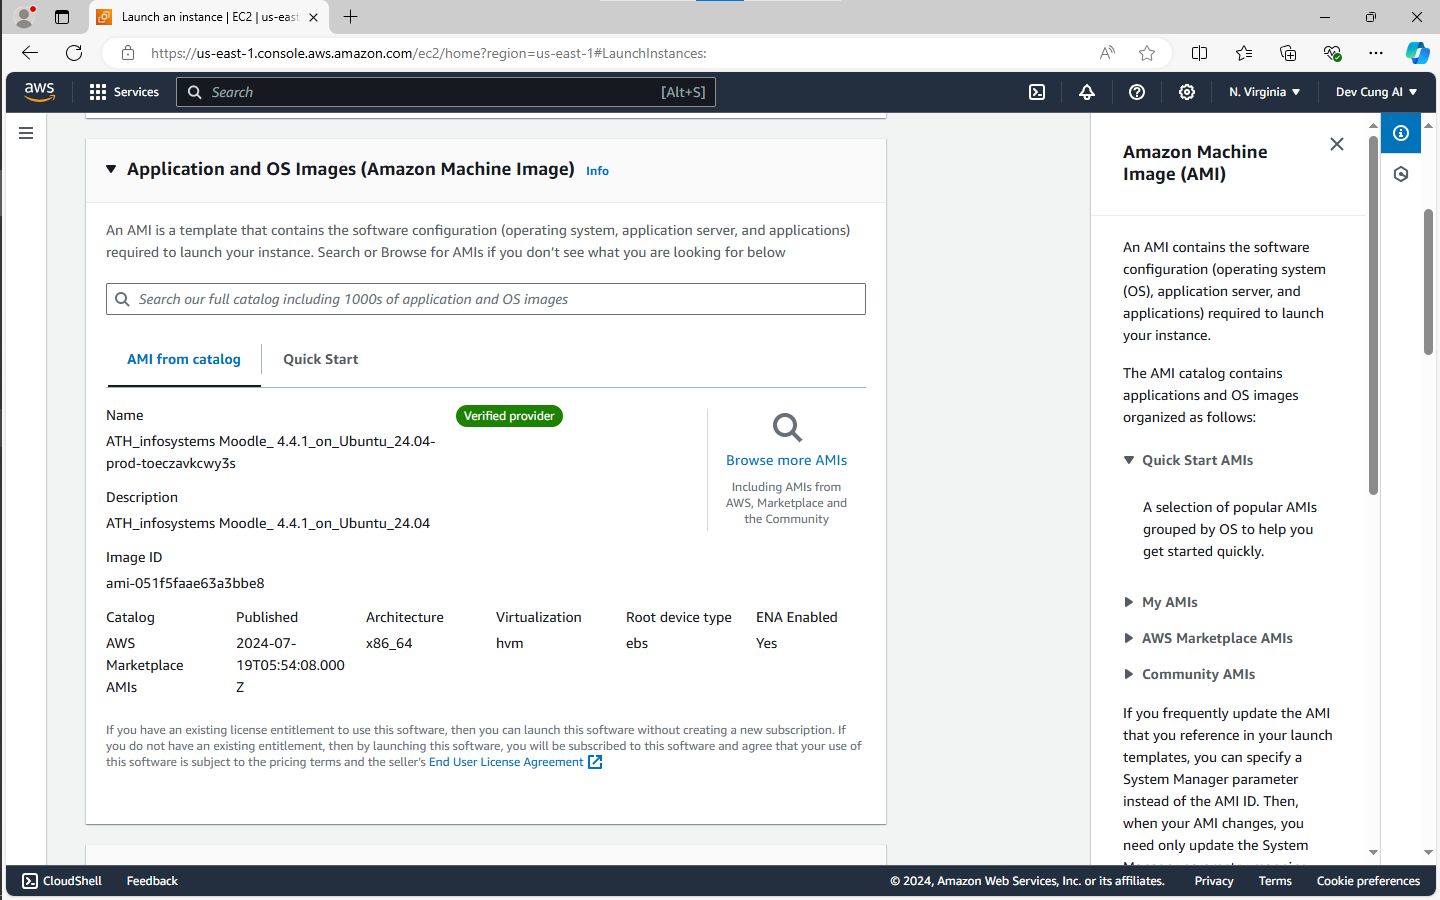 Launch an instance | EC2 | us-east
https://us-east-1.console.aws.amazon.com/ec2/home?region=us-east-1#LaunchInstances:
aws
Services
Search
[Alt+S]
N. Virginia
Dev Cung AI
Application and OS Images (Amazon Machine Image)
Info
An AMI is a template that contains the software configuration (operating system, application server, and applications)
required to launch your instance. Search or Browse for AMIs if you don't see what you are looking for below
Search our full catalog including 1000s of application and OS images
AMI from catalog
Quick Start
Name
Verified provider
ATH_infosystems Moodle_ 4.4.1_on_Ubuntu_24.04-
prod-toeczavkcwy3s
Description
ATH_infosystems Moodle_ 4.4.1_on_Ubuntu_24.04
Image ID
ami-051f5faae63a3bbe8
Browse more AMIs
Including AMIs from
AWS, Marketplace and
the Community
Catalog
AWS
Marketplace
AMIs
Published
2024-07-
19T05:54:08.000
Z
Architecture
x86_64
Virtualization
hvm
Root device type
ebs
ENA Enabled
Yes
If you have an existing license entitlement to use this software, then you can launch this software without creating a new subscription. If
you do not have an existing entitlement, then by launching this software, you will be subscribed to this software and agree that your use of
this software is subject to the pricing terms and the seller's End User License Agreement
Amazon Machine
Image (AMI)
An AMI contains the software
configuration (operating system
(OS), application server, and
applications) required to launch
your instance.
The AMI catalog contains
applications and OS images
organized as follows:
Quick Start AMIs
A selection of popular AMIs
grouped by OS to help you
get started quickly.
My AMIs
AWS Marketplace AMIs
Community AMIs
If you frequently update the AMI
that you reference in your launch
templates, you can specify a
System Manager parameter
instead of the AMI ID. Then,
when your AMI changes, you
need only update the System
CloudShell
Feedback
© 2024, Amazon Web Services, Inc. or its affiliates.
Privacy
Terms
Cookie preferences